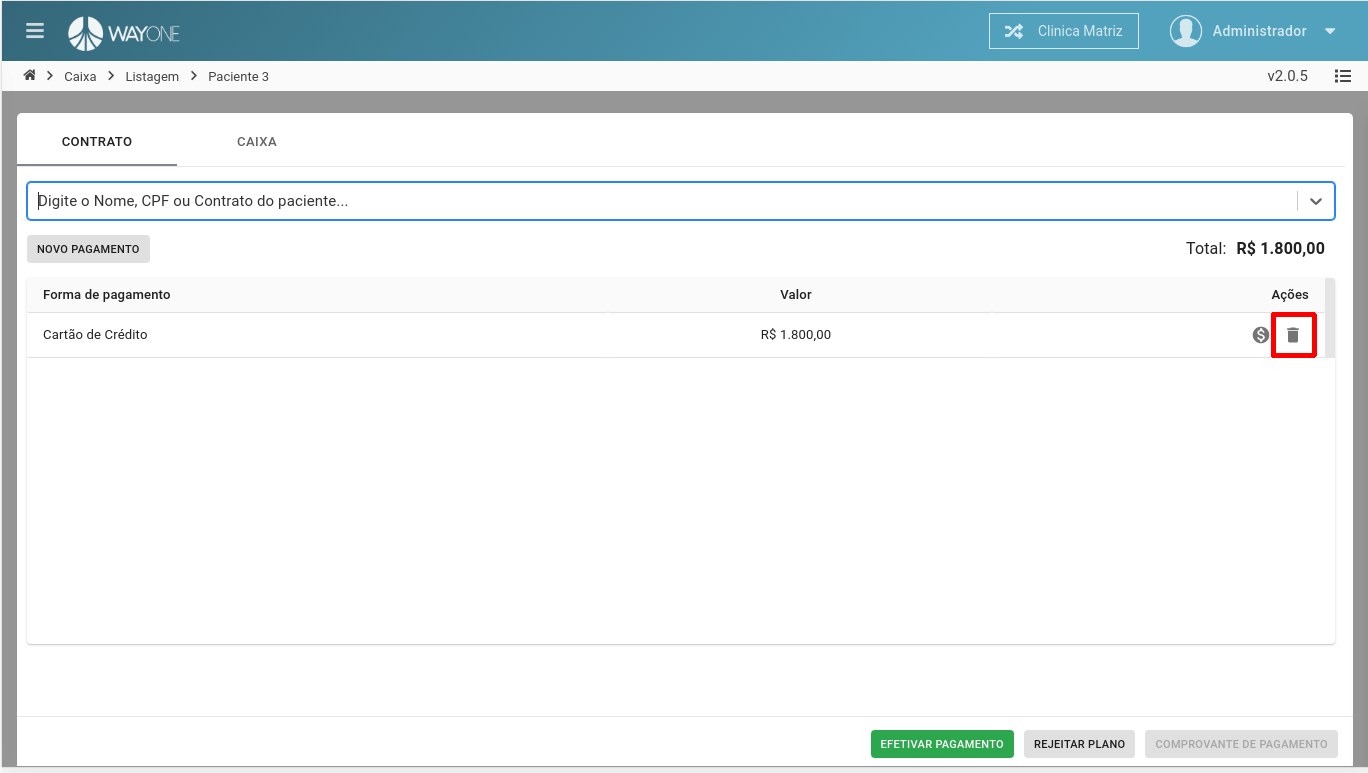 WAYONE
Clinica Matriz
Administrador
Caixa
Listagem
Paciente 3
v2.0.5
CONTRATO
CAIXA
Digite o Nome, CPF ou Contrato do paciente...
NOVO PAGAMENTO
Total: R$ 1.800,00
Forma de pagamento
Valor
Ações
Cartão de Crédito
R$ 1.800,00
EFETIVAR PAGAMENTO
REJEITAR PLANO
COMPROVANTE DE PAGAMENTO